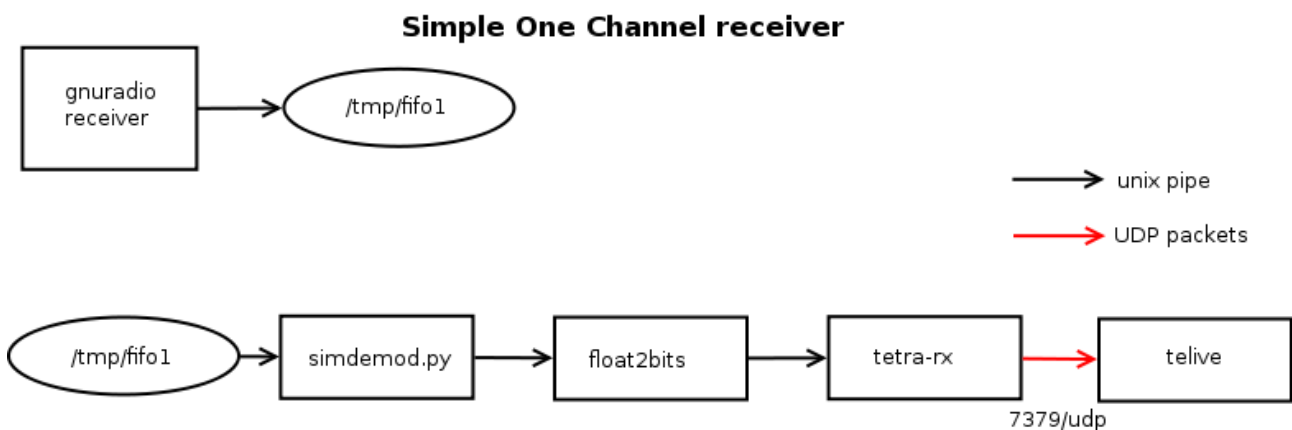 Simple One Channel receiver
gnuradio
receiver
/tmp/fifo1
unix pipe
UDP packets
/tmp/fifo1
simdemod.py
float2bits
tetra-rx
telive
7379/udp